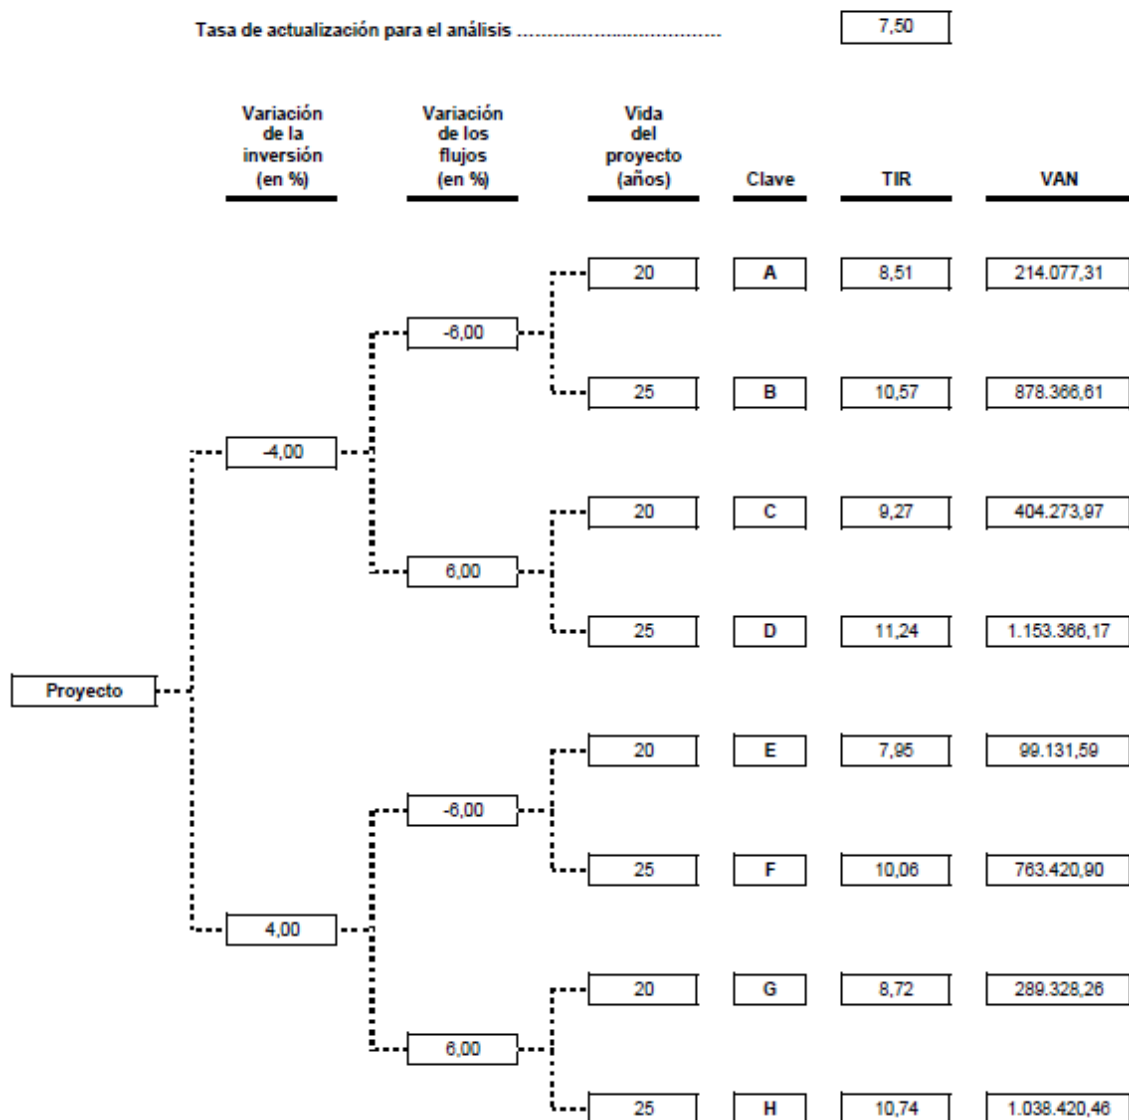 Tasa de actualización para el análisis ................................. 7,50
Variación de la inversión (en %) Variación de los flujos (en %) Vida del proyecto (años) Clave TIR VAN
20 A 8,51 214.077,31
-6,00
25 B 10,57 878.366,61
-4,00
20 C 9,27 404.273,97
6,00
25 D 11,24 1.153.366,17
Proyecto
20 E 7,95 99.131,59
-6,00
25 F 10,06 763.420,90
4,00
20 G 8,72 289.328,26
6,00
25 H 10,74 1.038.420,46